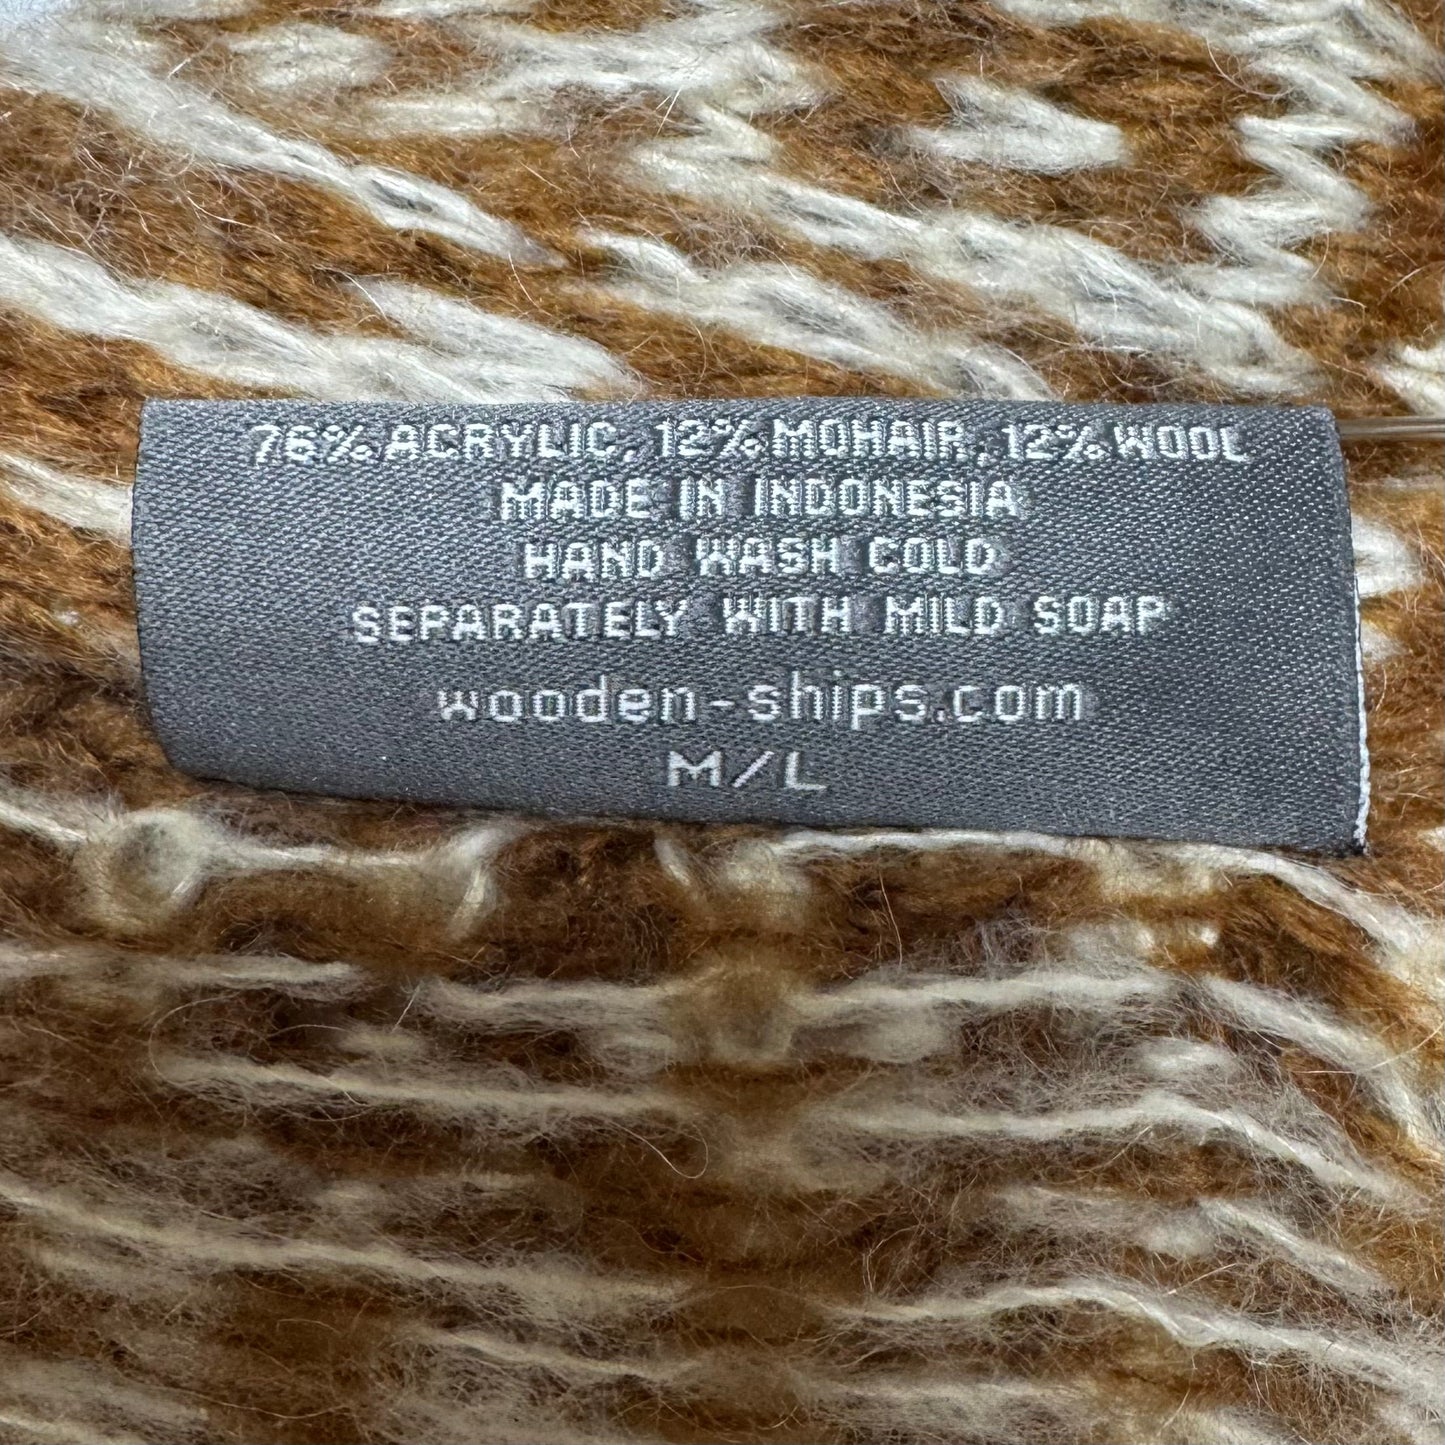 76% ACRYLIC, 12% MOHAIR, 12% WOOL
MADE IN INDONESIA
HAND WASH COLD
SEPARATELY WITH MILD SOAP
wooden-ships.com
M/L